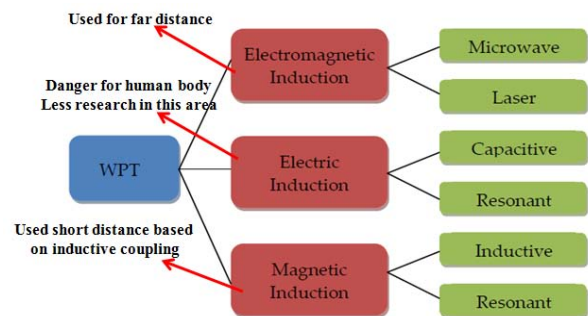 Used for far distance
Electromagnetic
Induction
Microwave
Laser
Danger for human body
Less research in this area
WPT
Electric
Induction
Capacitive
Resonant
Used short distance based
on inductive coupling
Magnetic
Induction
Inductive
Resonant